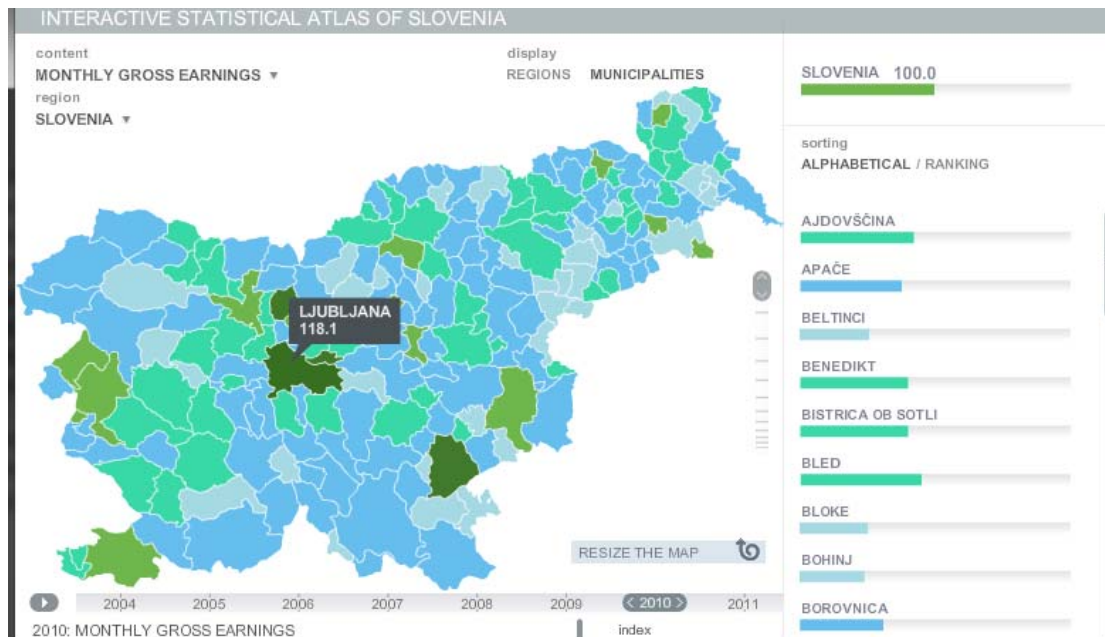 INTERACTIVE STATISTICAL ATLAS OF SLOVENIA
content
MONTHLY GROSS EARNINGS ▼
region
SLOVENIA ▼
display
REGIONS MUNICIPALITIES
LJUBLJANA
118.1
RESIZE THE MAP
2004 2005 2006 2007 2008 2009 < 2010 > 2011
2010: MONTHLY GROSS EARNINGS
index
SLOVENIA 100.0
sorting
ALPHABETICAL / RANKING
AJDOVŠČINA
APAČE
BELTINCI
BENEDIKT
BISTRICA OB SOTLI
BLED
BLOKE
BOHINJ
BOROVNICA